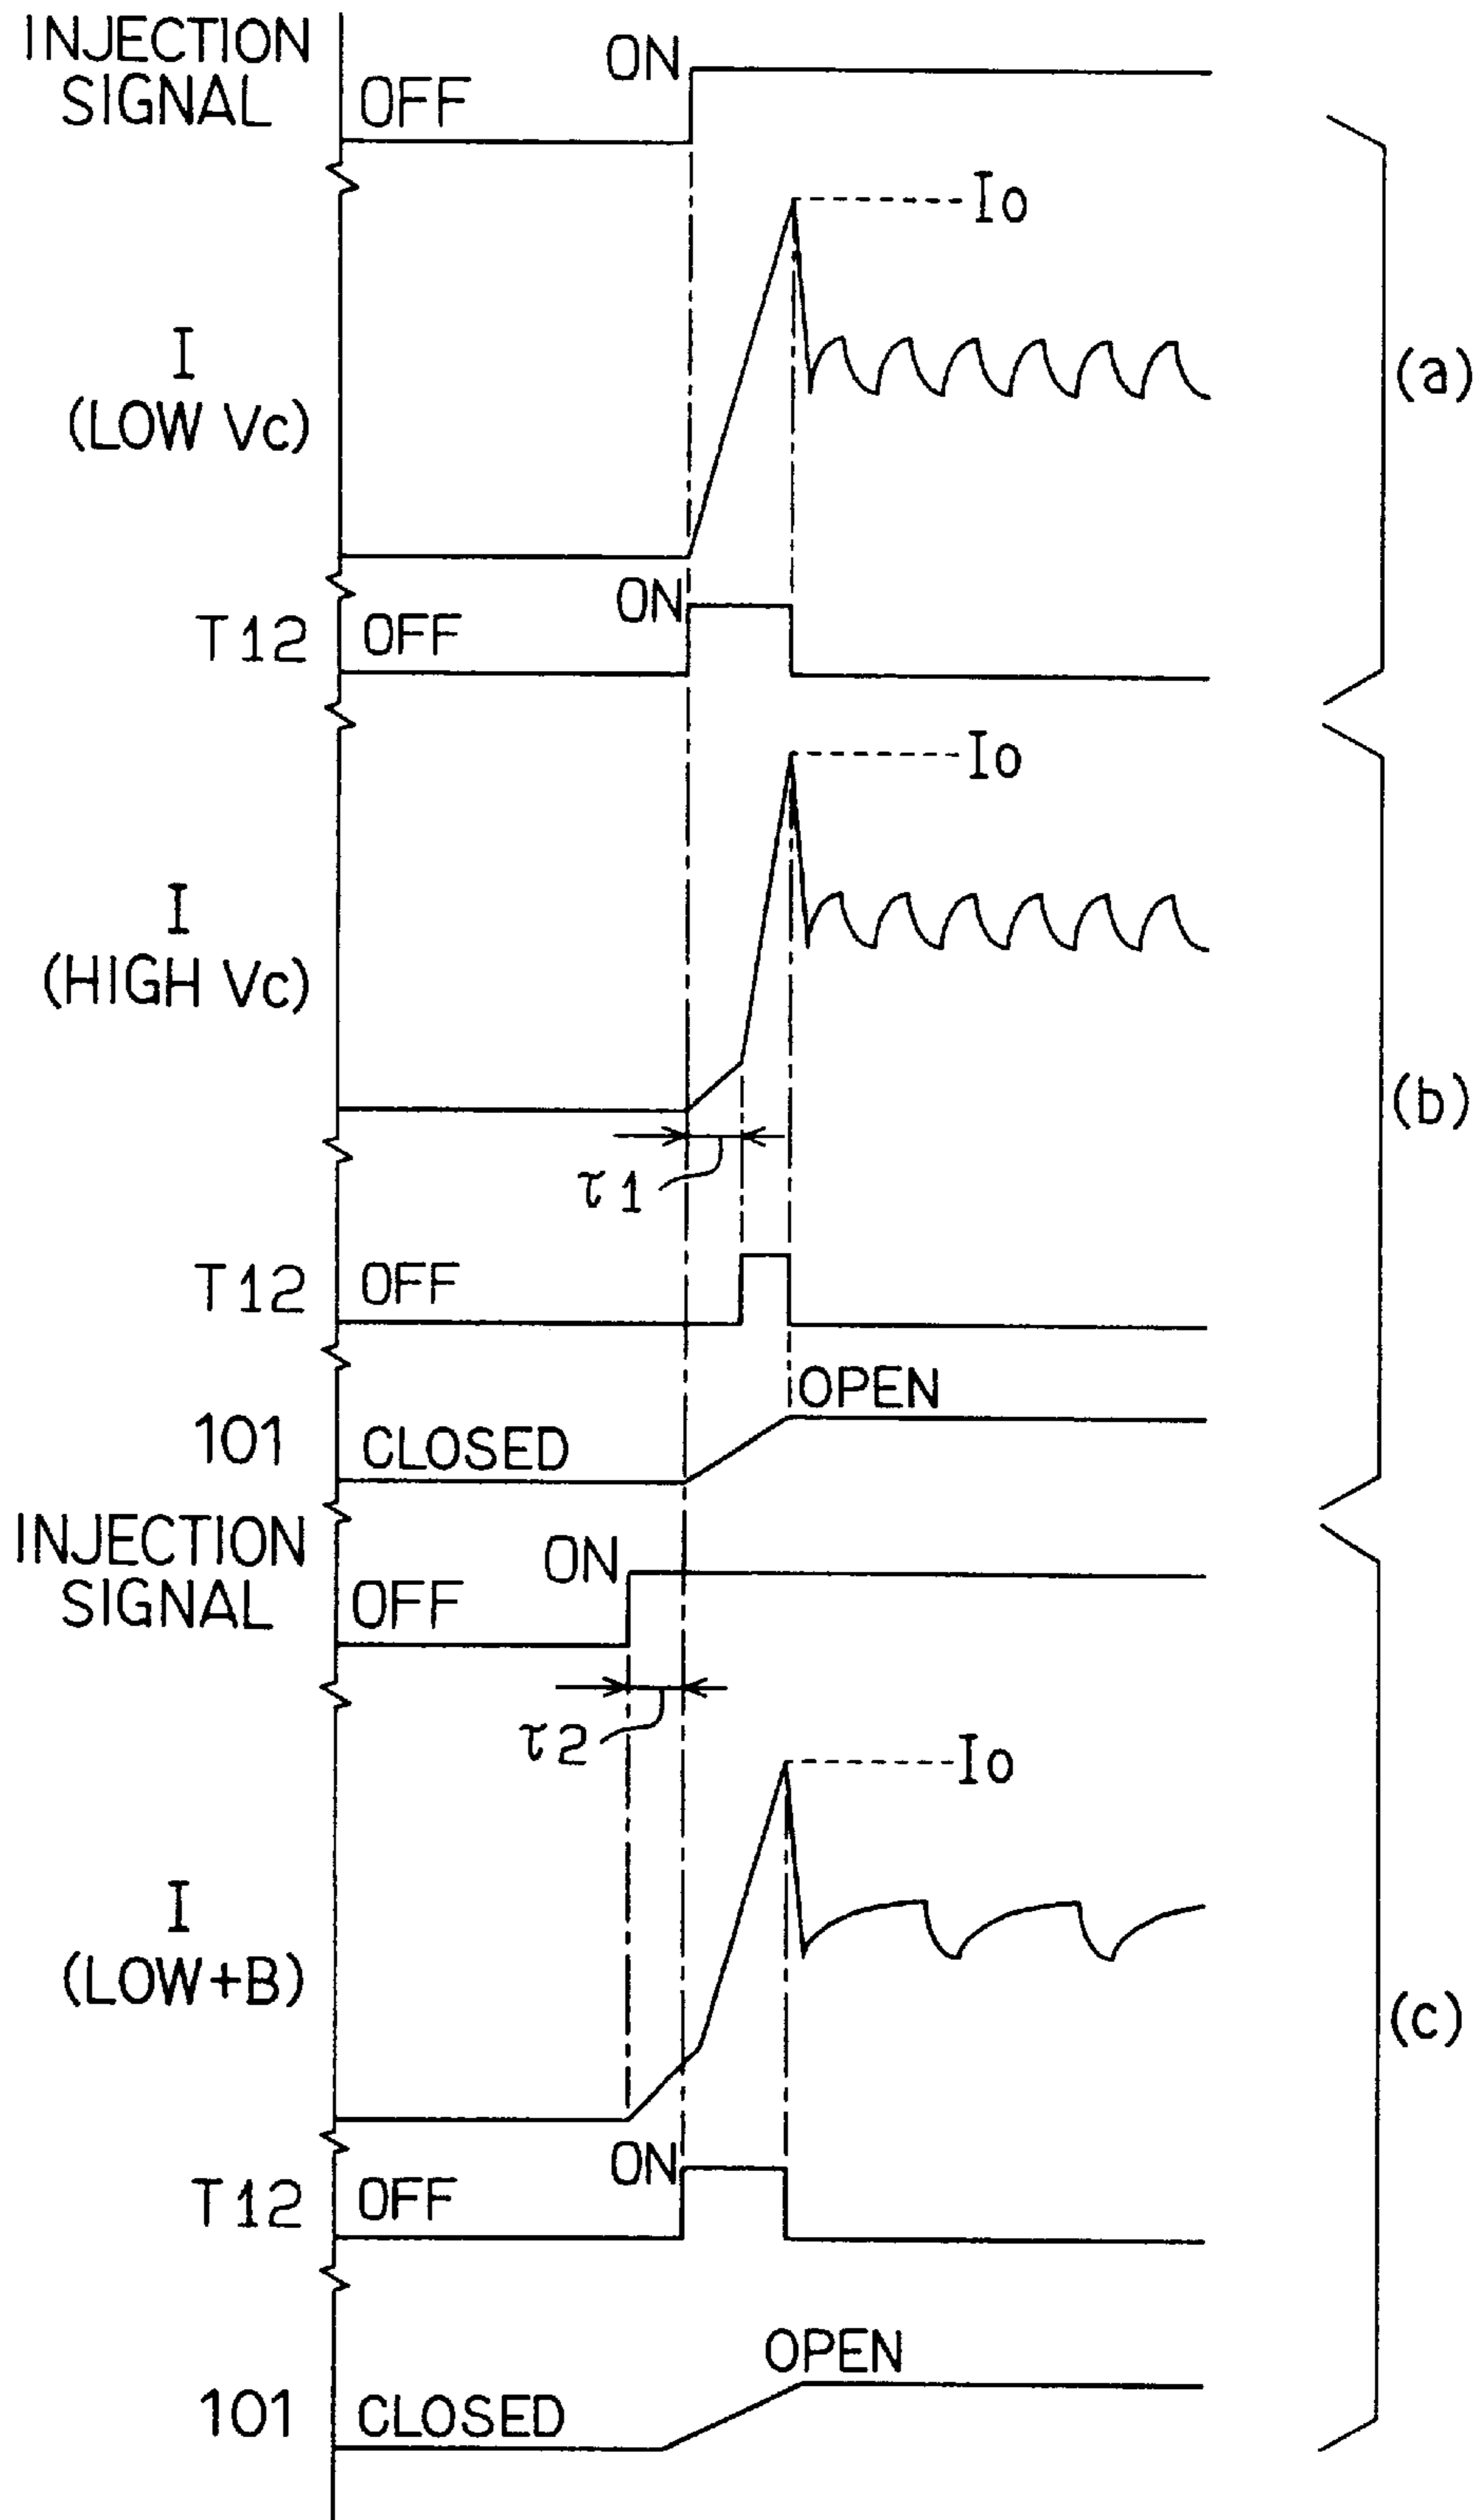 INJECTION
SIGNAL
OFF
ON
Io
I
(LOW Vc)
(a)
T12
OFF
ON
Io
I
(HIGH Vc)
(b)
τ1
T12
OFF
OPEN
101
CLOSED
INJECTION
SIGNAL
OFF
ON
τ2
Io
I
(LOW+B)
(c)
T12
OFF
ON
OPEN
101
CLOSED